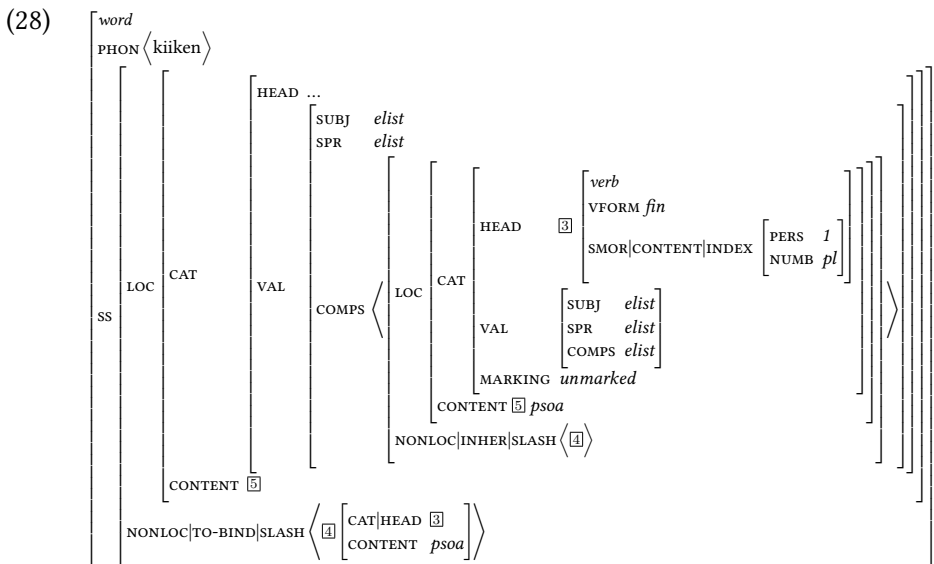 (28)
word
PHON ⟨kiiken⟩
HEAD ...
SUBJ elist
SPR elist
verb
VFORM fin
HEAD 3
SMOR|CONTENT|INDEX PERS 1
NUMB pl
CAT
LOC CAT VAL LOC
SS COMPS
SUBJ elist
VAL SPR elist
COMPS elist
MARKING unmarked
CONTENT 5 psoa
NONLOC|INHER|SLASH ⟨4⟩
CONTENT 5
NONLOC|TO-BIND|SLASH ⟨4 CAT|HEAD 3
CONTENT psoa⟩